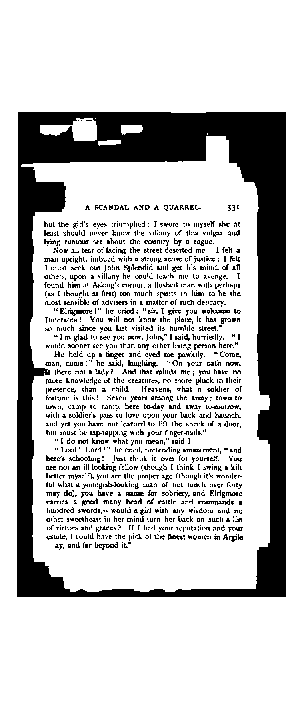 A SCANDAL AND A QUARREL 331
but the girl's eyes triumphed: I swore to myself she at
least should never know the villany of this vulgar and
lying rumour set about the country by a rogue.
Now all fear of facing the street deserted me. I felt a
man upright, imbued with a strong sense of justice; I felt
I must seek out John Splendid and get his mind of all
others, upon a villany he could teach me to avenge. I
found him at Askaig's corner, a flushed man with perhaps
(as I thought at first) too much spirits in him to be the
most sensible of advisers in a matter of such delicacy.
"Elrigmore!" he cried; "sir, I give you welcome to
Inneraora! You will not know the place, it has grown
so much since you last visited its humble street."
"I'm glad to see you now, John," I said, hurriedly. "I
would sooner see you than any other living person here."
He held up a finger and eyed me pawkily. "Come,
man, come!" he said, laughing. "On your oath now,
is there not a lady? And that minds me; you have no
more knowledge of the creatures, no more pluck in their
presence, than a child. Heavens, what a soldier of
fortune is this! Seven years among the army; town to
town, camp to camp, here to-day and away to-morrow,
with a soldier's pass to love upon your back and haunch,
and yet you have not learned to lift the sneck of a door,
but must be tap-tapping with your finger-nails."
"I do not know what you mean," said I.
"Lord! Lord!" he cried, pretending amazement, "and
here's schooling! Just think it over for yourself. You
are not an ill looking fellow (though I think I swing a kilt
better myself), you are the proper age (though it's wonder-
ful what a youngish-looking man of not much over forty
may do), you have a name for sobriety, and Elrigmore
carries a good many head of cattle and commands a
hundred swords,—would a girl with any wisdom and no
other sweetheart in her mind turn her back on such a list
of virtues and graces? If I had your reputation and your
estate, I could have the pick of the finest women in Argile
ay, and far beyond it."